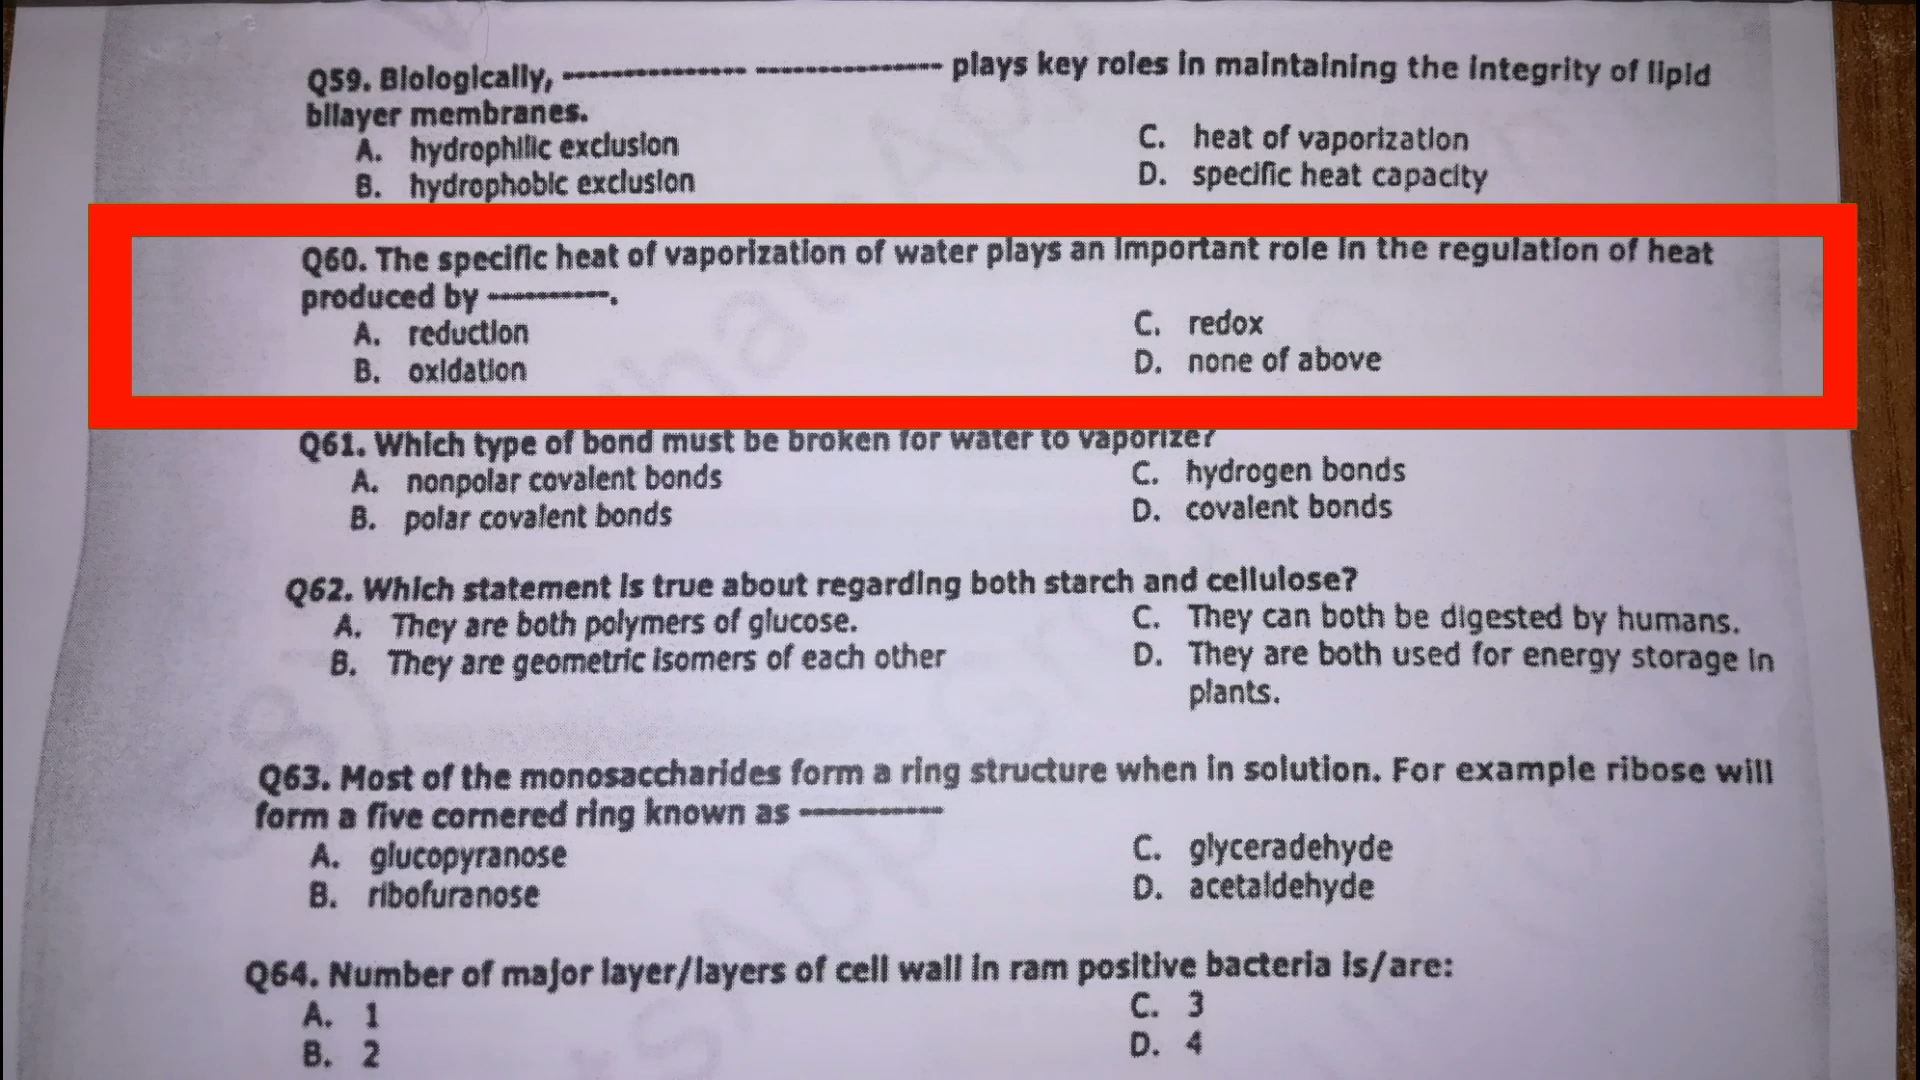 Q59. Biologically, --------------- --------------- plays key roles in maintaining the integrity of lipid
bilayer membranes.
A. hydrophilic exclusion
B. hydrophobic exclusion
C. heat of vaporization
D. specific heat capacity
Q60. The specific heat of vaporization of water plays an important role in the regulation of heat
produced by ----------.
A. reduction
B. oxidation
C. redox
D. none of above
Q61. Which type of bond must be broken for water to vaporize?
A. nonpolar covalent bonds
B. polar covalent bonds
C. hydrogen bonds
D. covalent bonds
Q62. Which statement is true about regarding both starch and cellulose?
A. They are both polymers of glucose.
B. They are geometric isomers of each other
C. They can both be digested by humans.
D. They are both used for energy storage in
plants.
Q63. Most of the monosaccharides form a ring structure when in solution. For example ribose will
form a five cornered ring known as ------------
A. glucopyranose
B. ribofuranose
C. glyceradehyde
D. acetaldehyde
Q64. Number of major layer/layers of cell wall in ram positive bacteria is/are:
A. 1
B. 2
C. 3
D. 4